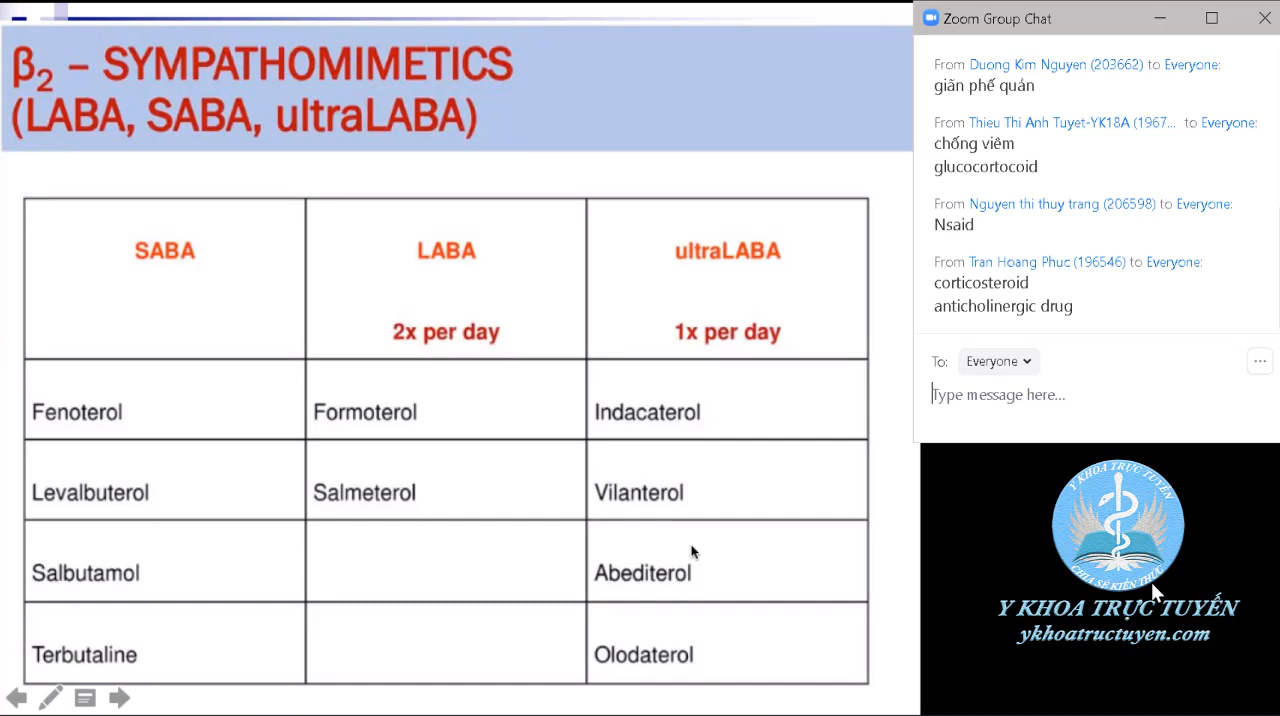 β2 – SYMPATHOMIMETICS
(LABA, SABA, ultraLABA)
SABA
LABA
2x per day
ultraLABA
1x per day
Fenoterol
Formoterol
Indacaterol
Levalbuterol
Salmeterol
Vilanterol
Salbutamol
Abediterol
Terbutaline
Olodaterol
Zoom Group Chat
From Duong Kim Nguyen (203662) to Everyone:
giãn phế quản
From Thieu Thi Anh Tuyet-YK18A (1967... to Everyone:
chống viêm
glucocortocoid
From Nguyen thi thuy trang (206598) to Everyone:
Nsaid
From Tran Hoang Phuc (196546) to Everyone:
corticosteroid
anticholinergic drug
To: Everyone
Type message here...
Y KHOA TRỰC TUYẾN
CHIA SẺ KIẾN THỨC
Y KHOA TRỰC TUYẾN
ykhoatructuyen.com